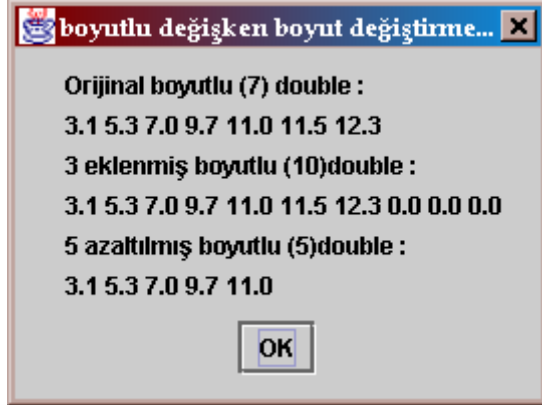 boyutlu değişken boyut değiştirme...
Orijinal boyutlu (7) double :
3.1 5.3 7.0 9.7 11.0 11.5 12.3
3 eklenmiş boyutlu (10)double :
3.1 5.3 7.0 9.7 11.0 11.5 12.3 0.0 0.0 0.0
5 azaltılmış boyutlu (5)double :
3.1 5.3 7.0 9.7 11.0
OK